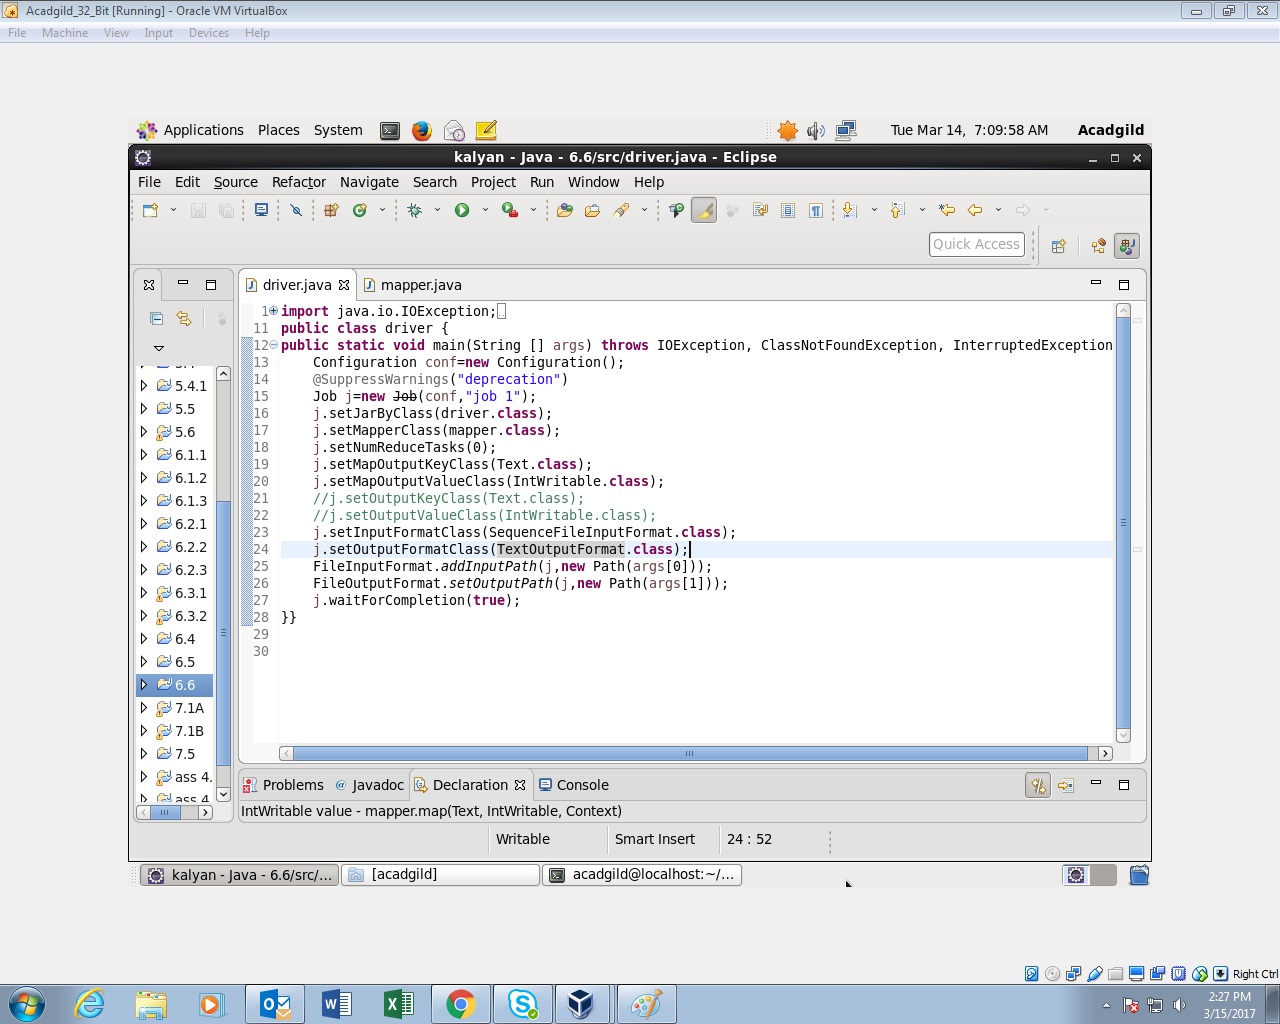 Acadgild_32_Bit [Running] - Oracle VM VirtualBox
File Machine View Input Devices Help
Applications Places System Tue Mar 14, 7:09:58 AM Acadgild
kalyan - Java - 6.6/src/driver.java - Eclipse
File Edit Source Refactor Navigate Search Project Run Window Help
Quick Access
driver.java mapper.java
1 import java.io.IOException;
11 public class driver {
12 public static void main(String [] args) throws IOException, ClassNotFoundException, InterruptedException
13 Configuration conf=new Configuration();
14 @SuppressWarnings("deprecation")
15 Job j=new Job(conf,"job 1");
16 j.setJarByClass(driver.class);
17 j.setMapperClass(mapper.class);
18 j.setNumReduceTasks(0);
19 j.setMapOutputKeyClass(Text.class);
20 j.setMapOutputValueClass(IntWritable.class);
21 //j.setOutputKeyClass(Text.class);
22 //j.setOutputValueClass(IntWritable.class);
23 j.setInputFormatClass(SequenceFileInputFormat.class);
24 j.setOutputFormatClass(TextOutputFormat.class);
25 FileInputFormat.addInputPath(j,new Path(args[0]));
26 FileOutputFormat.setOutputPath(j,new Path(args[1]));
27 j.waitForCompletion(true);
28 }}
29
30
5.4.1
5.5
5.6
6.1.1
6.1.2
6.1.3
6.2.1
6.2.2
6.2.3
6.3.1
6.3.2
6.4
6.5
6.6
7.1A
7.1B
7.5
ass 4.
ass 4
Problems Javadoc Declaration Console
IntWritable value - mapper.map(Text, IntWritable, Context)
Writable Smart Insert 24 : 52
kalyan - Java - 6.6/src/... [acadgild] acadgild@localhost:~/...
Right Ctrl
2:27 PM
3/15/2017